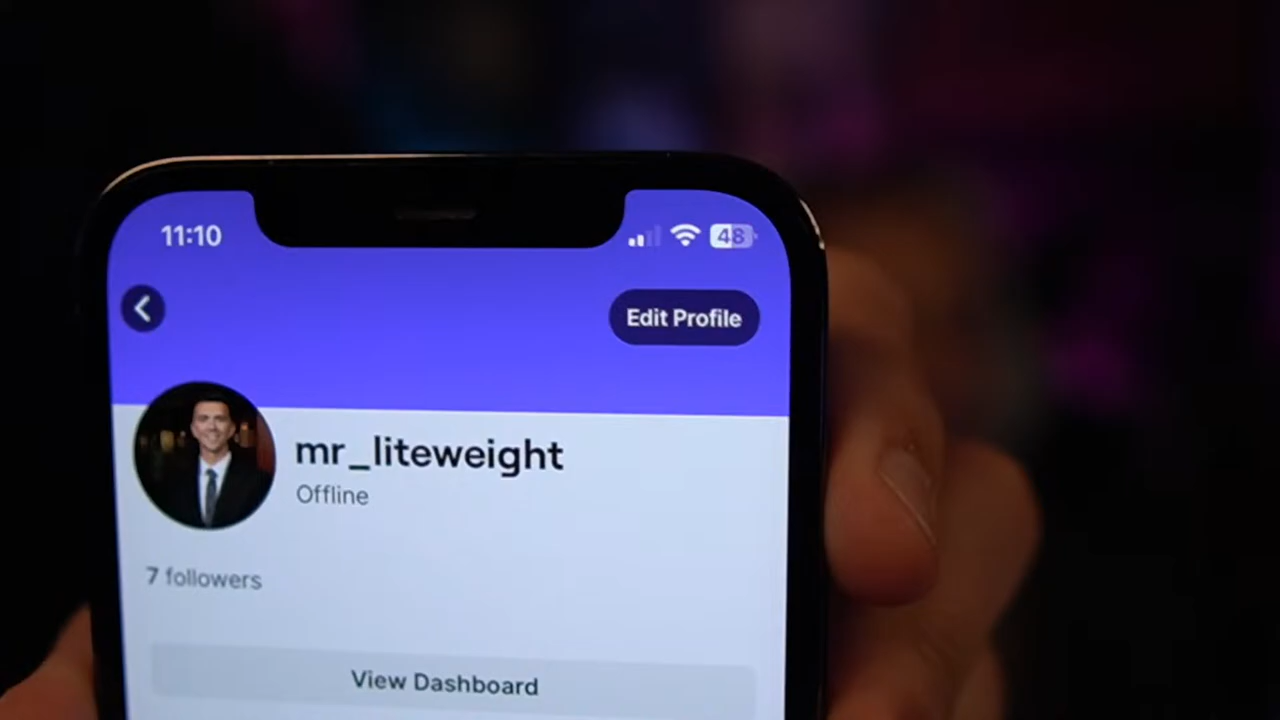 11:10
48
Edit Profile
mr_liteweight
Offline
7 followers
View Dashboard